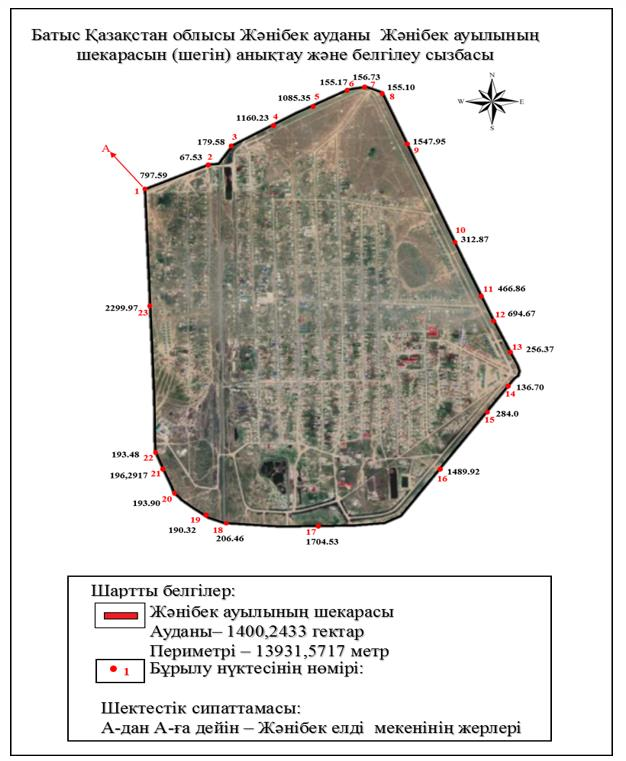 Батыс Қазақстан облысы Жәнібек ауданы Жәнібек ауылының
шекарасын (шегін) анықтау және белгілеу сызбасы
155.17 156.73 155.10
6 7 8
1085.35 5
1160.23 4
N
W E
S
179.58 3
67.53 2
9 1547.95
A
797.59
1
10
312.87
11 466.86
2299.97
23
12 694.67
13 256.37
14 136.70
15
284.0
193.48 22
196,2917 21
16 1489.92
193.90 20
190.32 19
18
206.46
17
1704.53
Шартты белгілер:
Жәнібек ауылының шекарасы
Ауданы– 1400,2433 гектар
Периметрі – 13931,5717 метр
1 Бұрылу нүктесінің нөмірі:
Шектестік сипаттамасы:
А-дан А-ға дейін – Жәнібек елді мекенінің жерлері